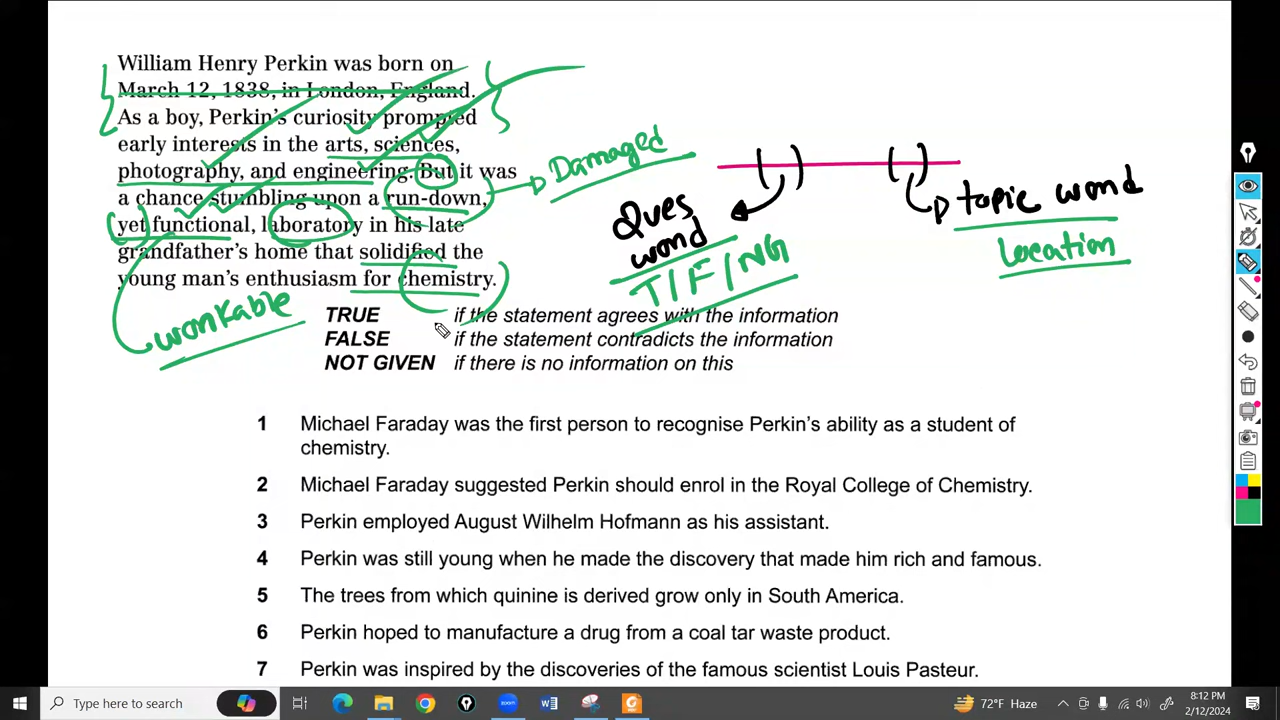 William Henry Perkin was born on
March 12, 1838, in London, England.
As a boy, Perkin's curiosity prompted
early interests in the arts, sciences,
photography, and engineering. But it was
a chance stumbling upon a run-down,
yet functional, laboratory in his late
grandfather's home that solidified the
young man's enthusiasm for chemistry.
Damaged
workable
Ques
word
T/F/NG
topic word
Location
TRUE if the statement agrees with the information
FALSE if the statement contradicts the information
NOT GIVEN if there is no information on this
1 Michael Faraday was the first person to recognise Perkin's ability as a student of
chemistry.
2 Michael Faraday suggested Perkin should enrol in the Royal College of Chemistry.
3 Perkin employed August Wilhelm Hofmann as his assistant.
4 Perkin was still young when he made the discovery that made him rich and famous.
5 The trees from which quinine is derived grow only in South America.
6 Perkin hoped to manufacture a drug from a coal tar waste product.
7 Perkin was inspired by the discoveries of the famous scientist Louis Pasteur.
Type here to search
zoom
72°F Haze
8:12 PM
2/12/2024